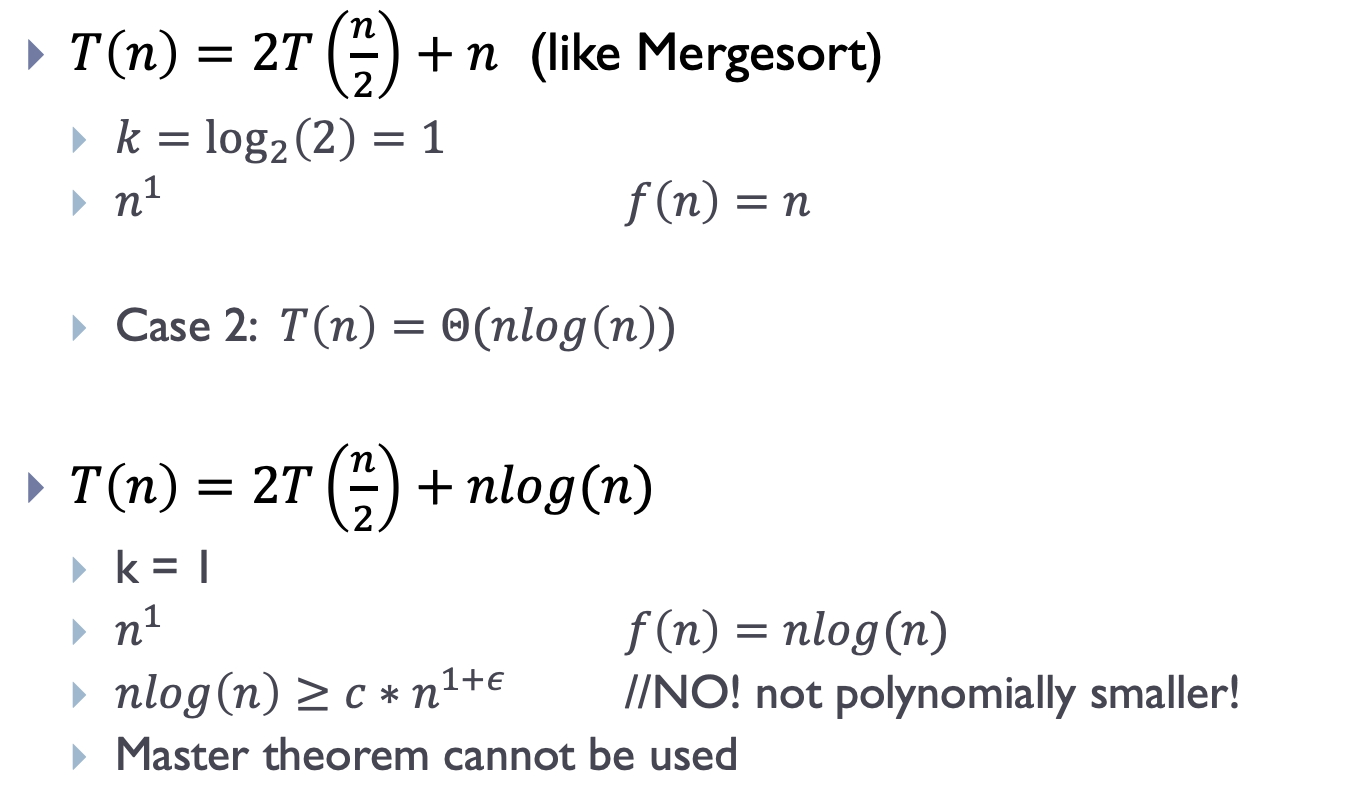 T(n) = 2T(n/2) + n (like Mergesort)
k = log₂(2) = 1
n¹ f(n) = n
Case 2: T(n) = Θ(nlog(n))
T(n) = 2T(n/2) + nlog(n)
k = 1
n¹ f(n) = nlog(n)
nlog(n) ≥ c * n^{1+ϵ} //NO! not polynomially smaller!
Master theorem cannot be used